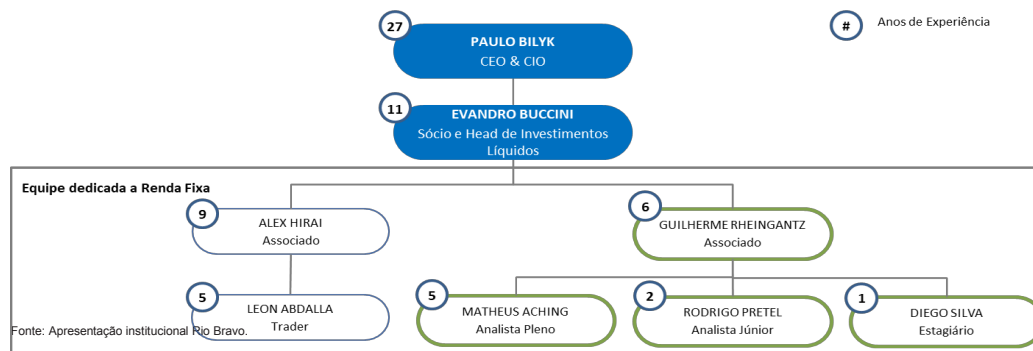 27
PAULO BILYK
CEO & CIO
# Anos de Experiência
11
EVANDRO BUCCINI
Sócio e Head de Investimentos
Líquidos
Equipe dedicada a Renda Fixa
9
ALEX HIRAI
Associado
6
GUILHERME RHEINGANTZ
Associado
5
LEON ABDALLA
Trader
5
MATHEUS ACHING
Analista Pleno
2
RODRIGO PRETEL
Analista Júnior
1
DIEGO SILVA
Estagiário
Fonte: Apresentação institucional Rio Bravo.